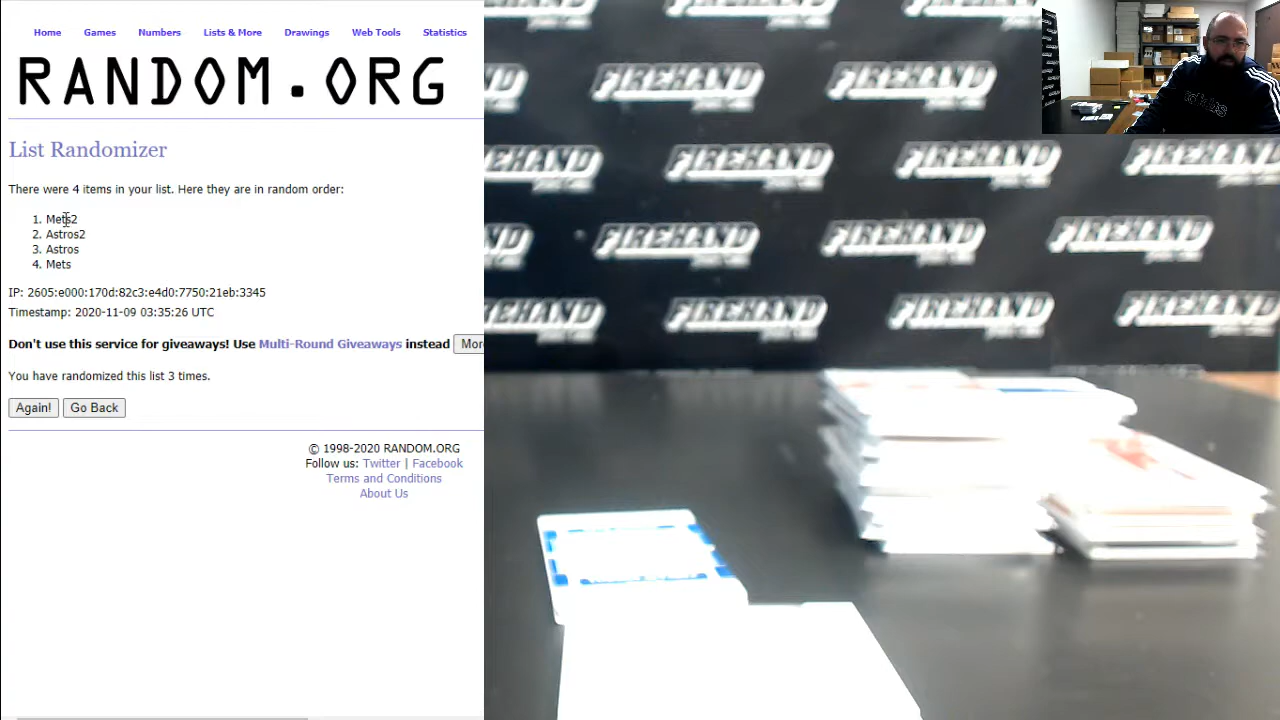 Home Games Numbers Lists & More Drawings Web Tools Statistics
RANDOM.ORG
List Randomizer
There were 4 items in your list. Here they are in random order:
1. Mets2
2. Astros2
3. Astros
4. Mets
IP: 2605:e000:170d:82c3:e4d0:7750:21eb:3345
Timestamp: 2020-11-09 03:35:26 UTC
Don't use this service for giveaways! Use Multi-Round Giveaways instead
You have randomized this list 3 times.
Again! Go Back
© 1998-2020 RANDOM.ORG
Follow us: Twitter | Facebook
Terms and Conditions
About Us
FIREHAND FIREHAND
FIREHAND FIREHAND FIREHAND
FIREHAND FIREHAND FIREHAND
FIREHAND FIREHAND FIREHAND
adidas